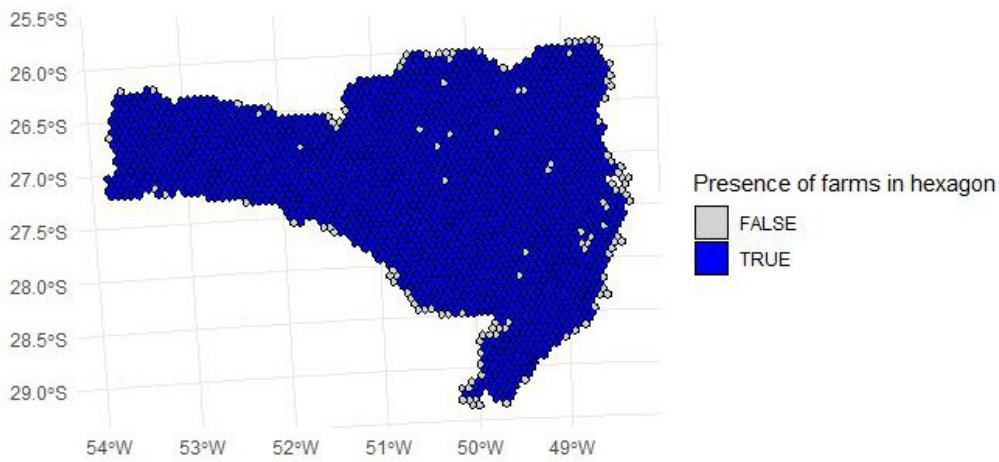 25.5°S
26.0°S
26.5°S
27.0°S
27.5°S
28.0°S
28.5°S
29.0°S
54°W 53°W 52°W 51°W 50°W 49°W
Presence of farms in hexagon
FALSE
TRUE